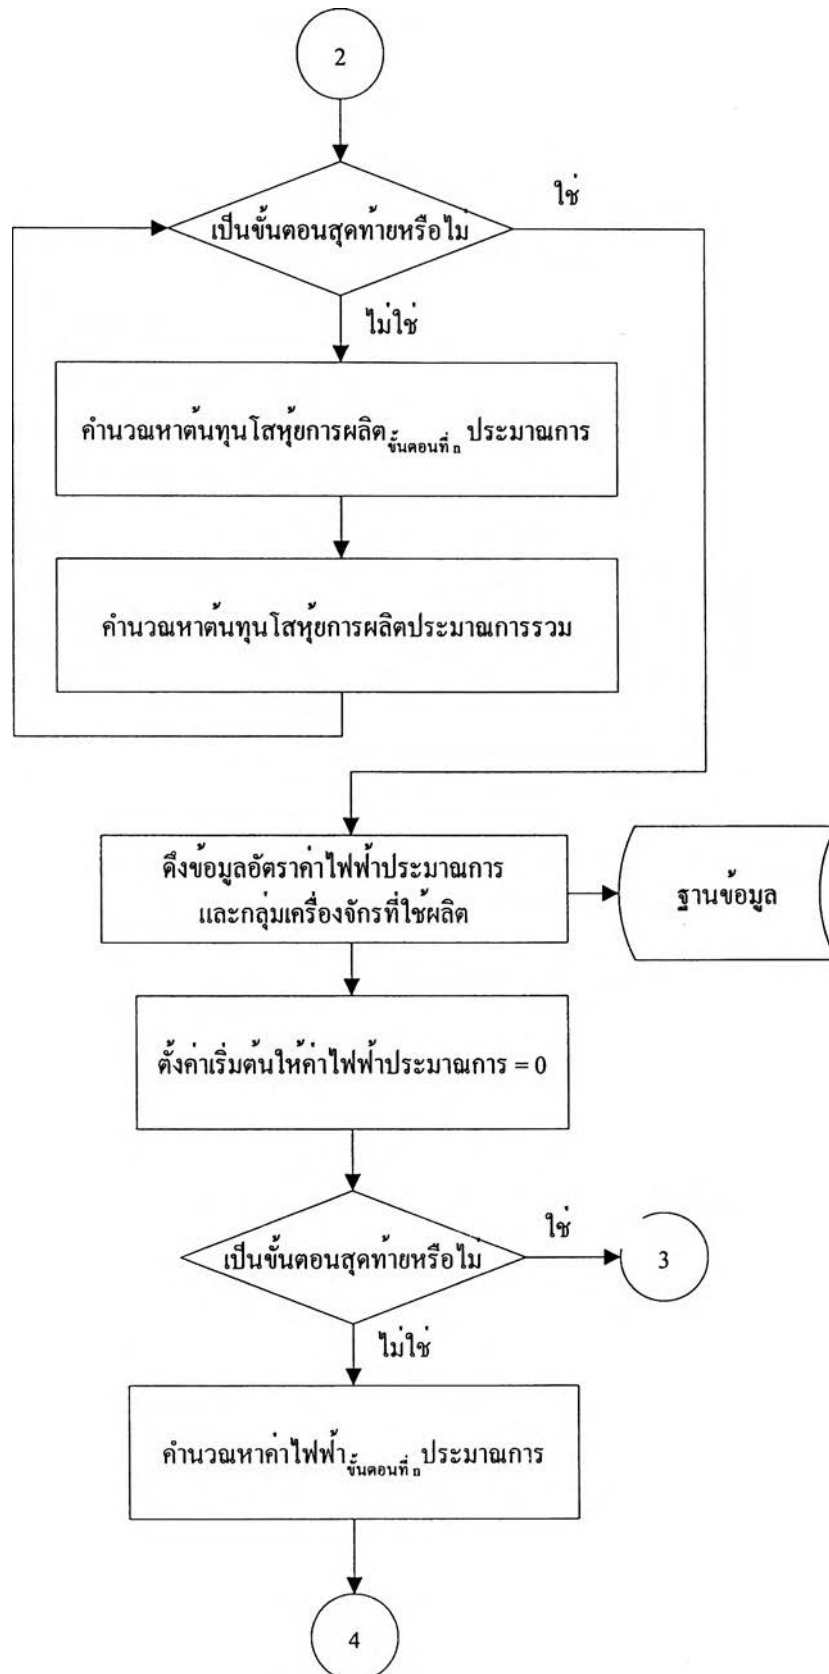 2
ใช่
เป็นขั้นตอนสุดท้ายหรือไม่
ไม่ใช่
คำนวณหาต้นทุนโสหุ้ยการผลิตขั้นตอนที่ n ประมาณการ
คำนวณหาต้นทุนโสหุ้ยการผลิตประมาณการรวม
ดึงข้อมูลอัตราค่าไฟฟ้าประมาณการ
และกลุ่มเครื่องจักรที่ใช้ผลิต
ฐานข้อมูล
ตั้งค่าเริ่มต้นให้ค่าไฟฟ้าประมาณการ = 0
ใช่
เป็นขั้นตอนสุดท้ายหรือไม่
3
ไม่ใช่
คำนวณหาค่าไฟฟ้าขั้นตอนที่ n ประมาณการ
4